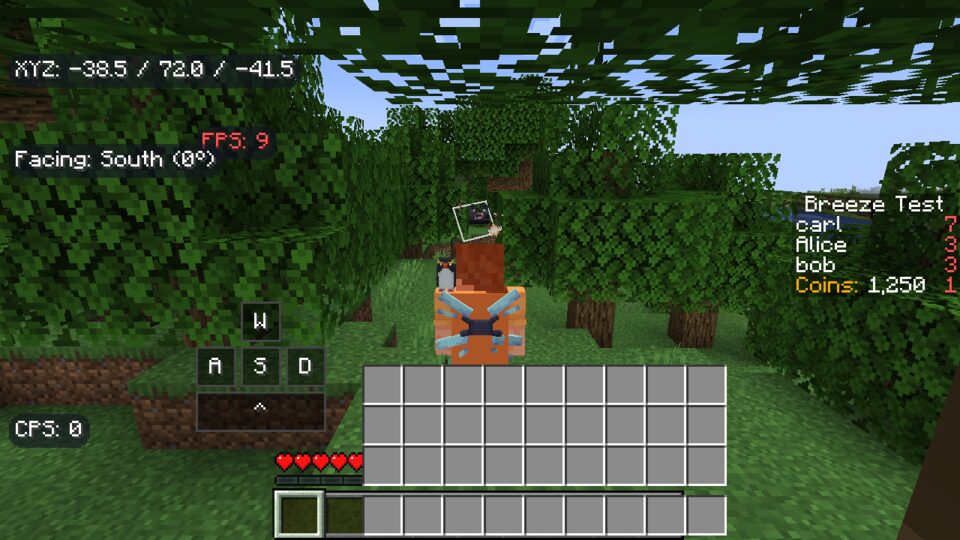 XYZ: -38.5 / 72.0 / -41.5
FPS: 9
Facing: South (0°)
Breeze Test
carl 7
Alice 3
bob 3
Coins: 1,250 1
W
A S D
^
CPS: 0